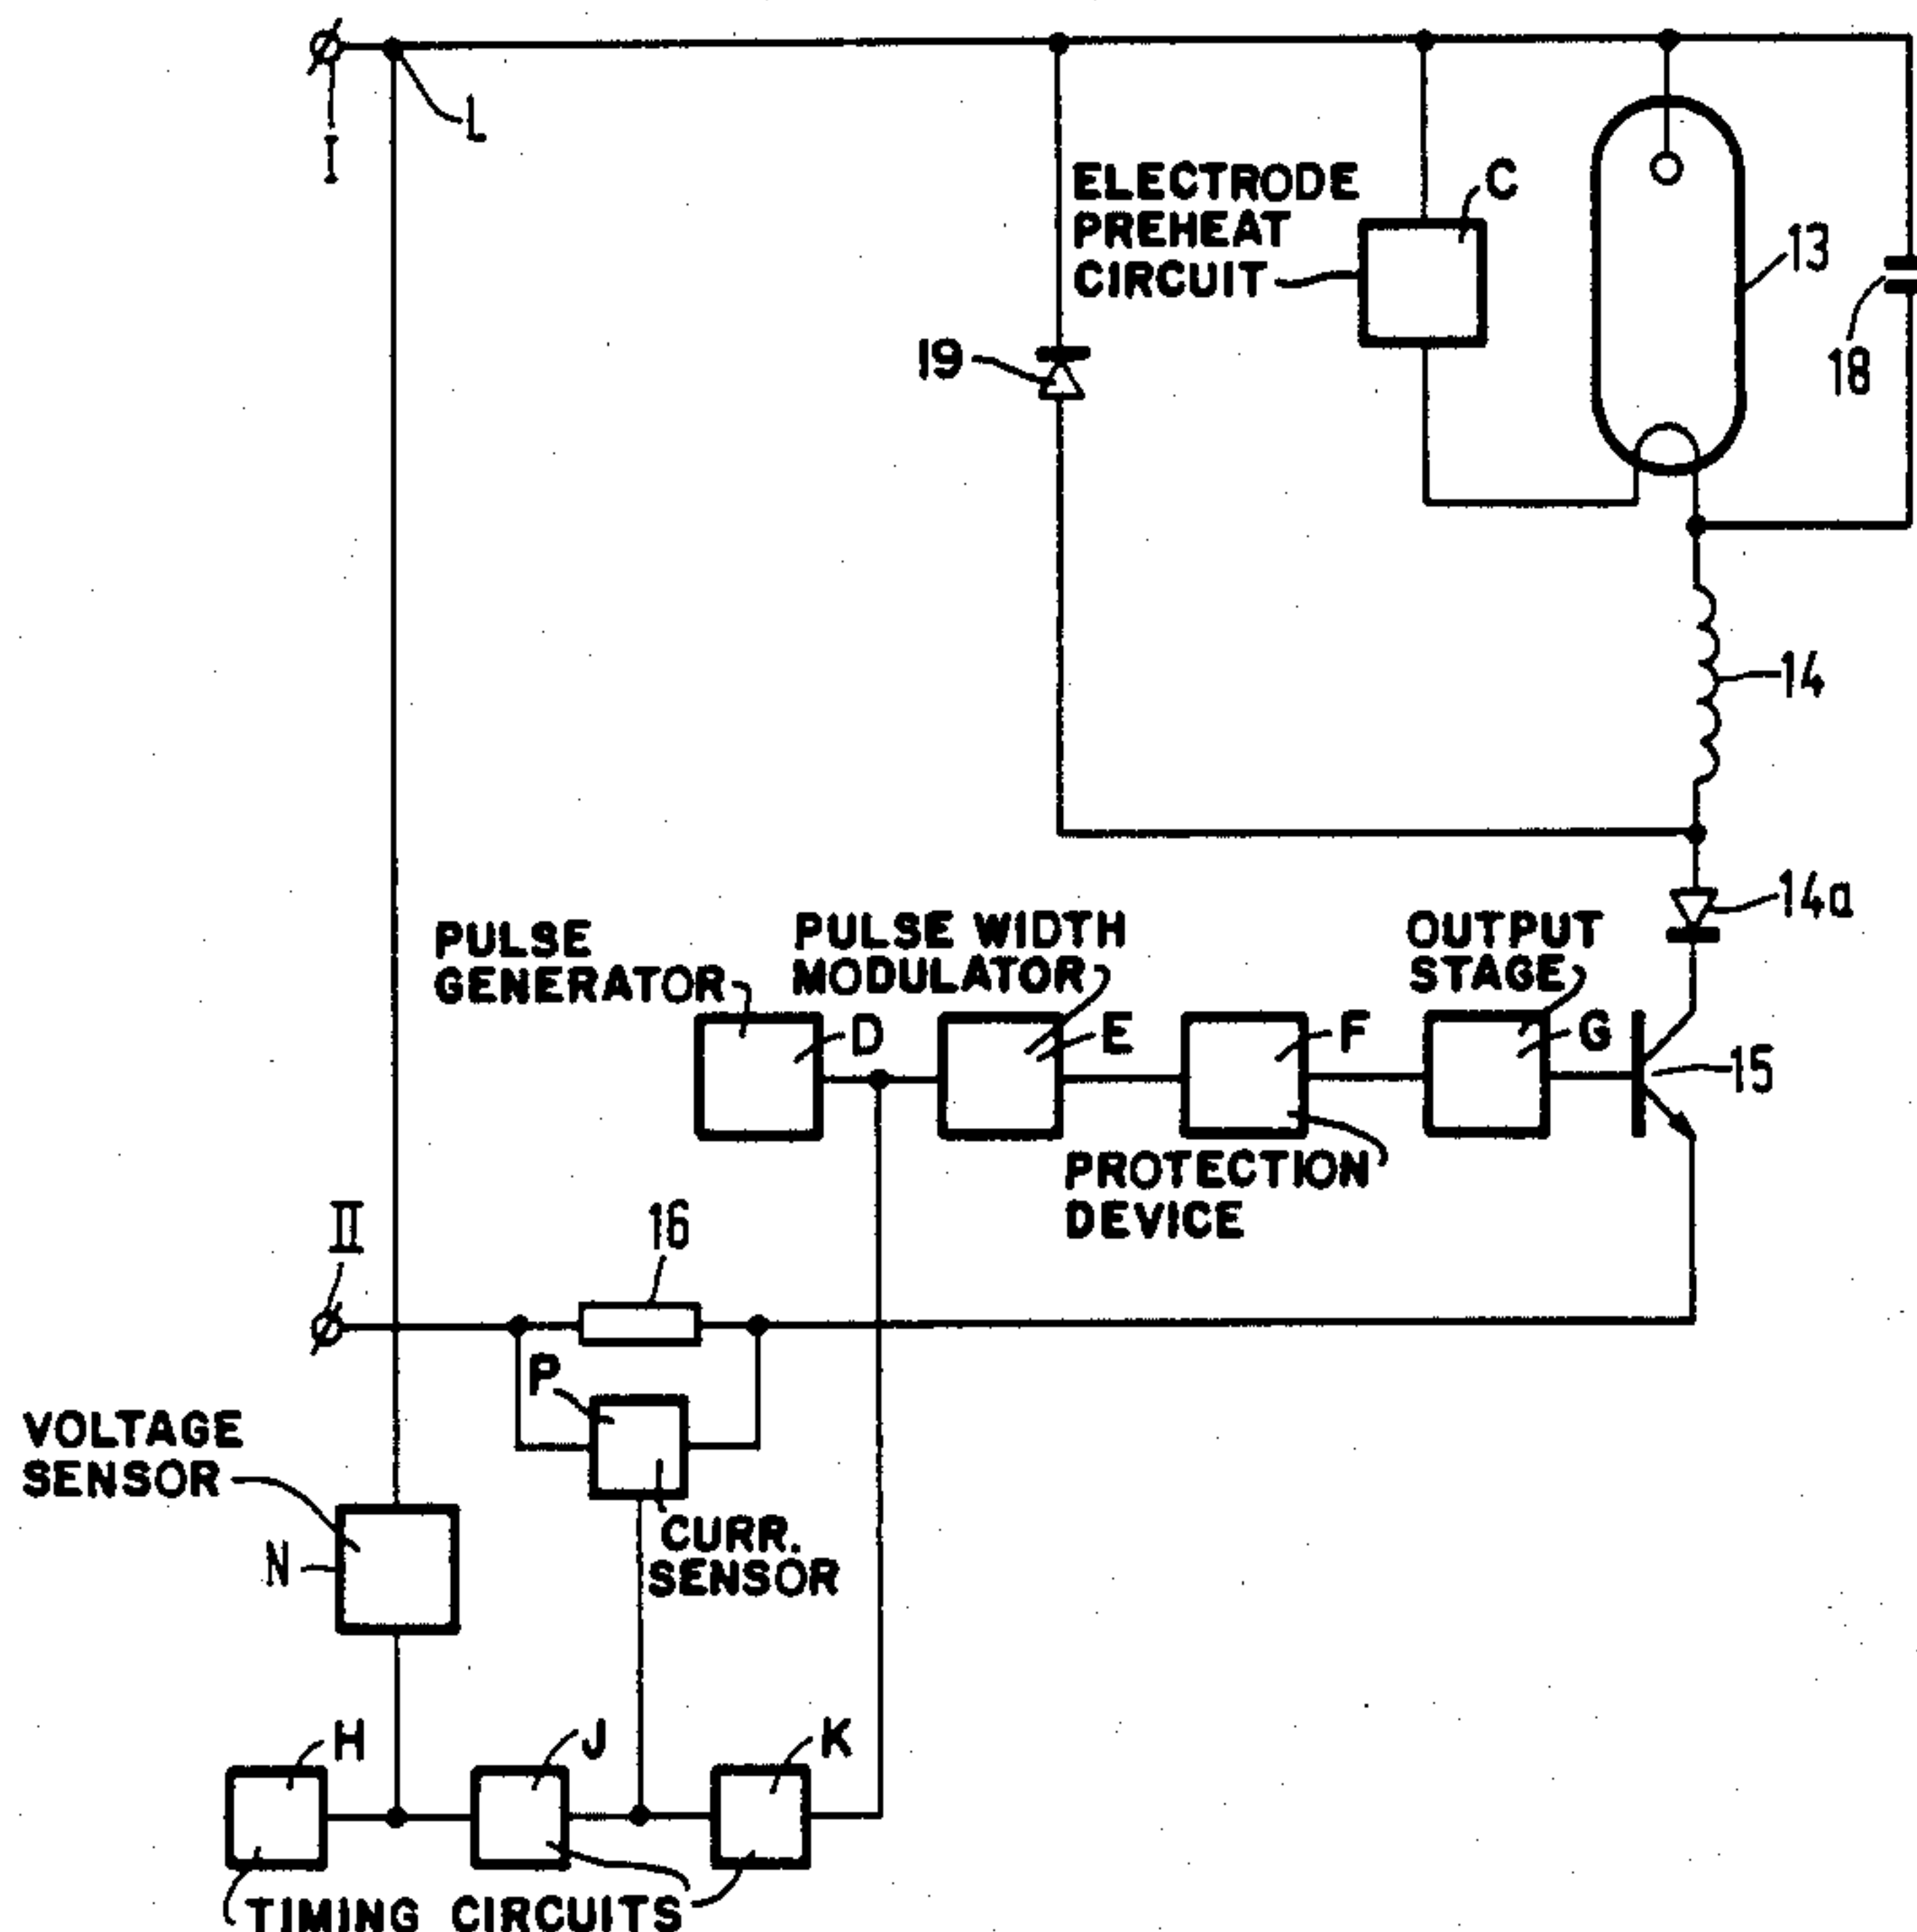 I
L
ELECTRODE
PREHEAT
CIRCUIT
C
13
18
19
14
14a
PULSE
GENERATOR
PULSE WIDTH
MODULATOR
OUTPUT
STAGE
D
E
F
G
15
PROTECTION
DEVICE
II
16
P
VOLTAGE
SENSOR
N
CURR.
SENSOR
H
J
K
TIMING CIRCUITS